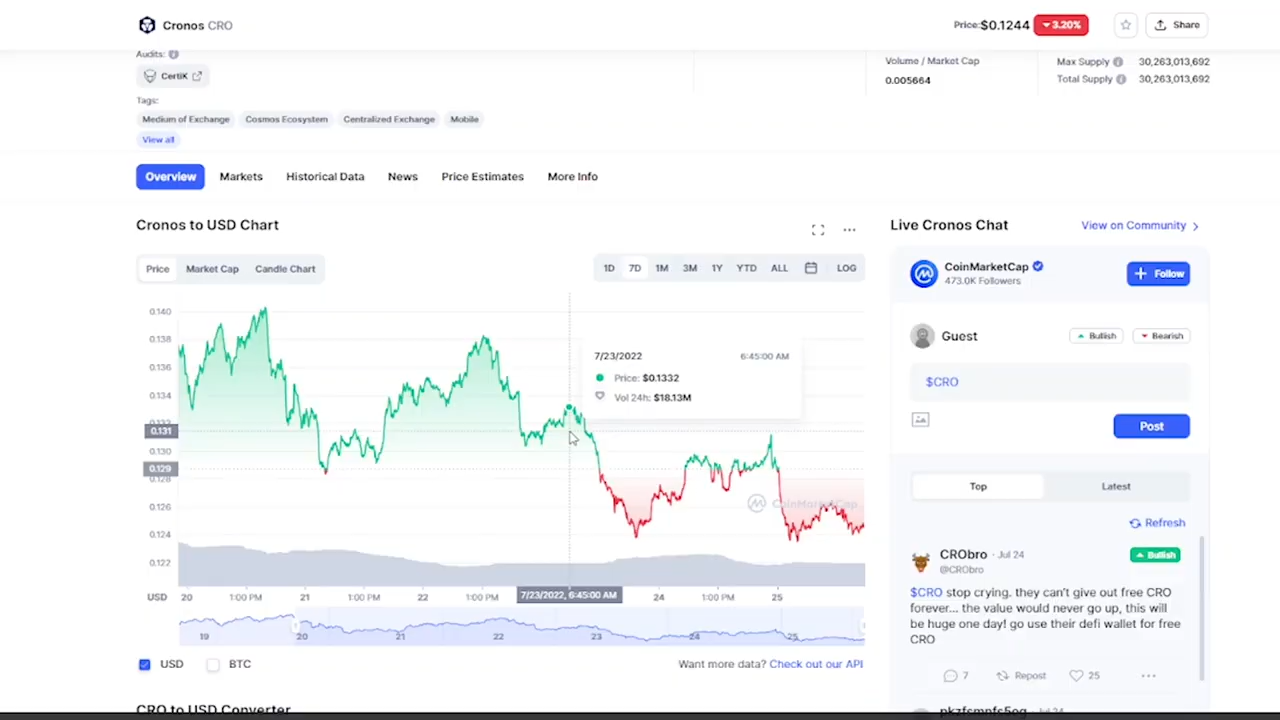 Cronos CRO
Price:$0.1244 3.20%
Share
Audits:
CertiK
Tags:
Medium of Exchange Cosmos Ecosystem Centralized Exchange Mobile
View all
Volume / Market Cap
0.005664
Max Supply 30,263,013,692
Total Supply 30,263,013,692
Overview Markets Historical Data News Price Estimates More Info
Cronos to USD Chart
Price Market Cap Candle Chart
1D 7D 1M 3M 1Y YTD ALL LOG
0.140
0.138
0.136
0.134
0.132
0.131
0.130
0.129
0.128
0.126
0.124
0.122
7/23/2022 6:45:00 AM
Price: $0.1332
Vol 24h: $18.13M
CoinMarketCap
USD 20 1:00 PM 21 1:00 PM 22 1:00 PM 7/23/2022, 6:45:00 AM 24 1:00 PM 25
19 20 21 22 23 24 25
USD BTC
Want more data? Check out our API
CRO to USD Converter
Live Cronos Chat View on Community
CoinMarketCap
473.0K Followers
Follow
Guest Bullish Bearish
$CRO
Post
Top Latest
Refresh
CRObro · Jul 24 Bullish
@CRObro
$CRO stop crying. they can't give out free CRO
forever... the value would never go up, this will
be huge one day! go use their defi wallet for free
CRO
7 Repost 25
Jul 24